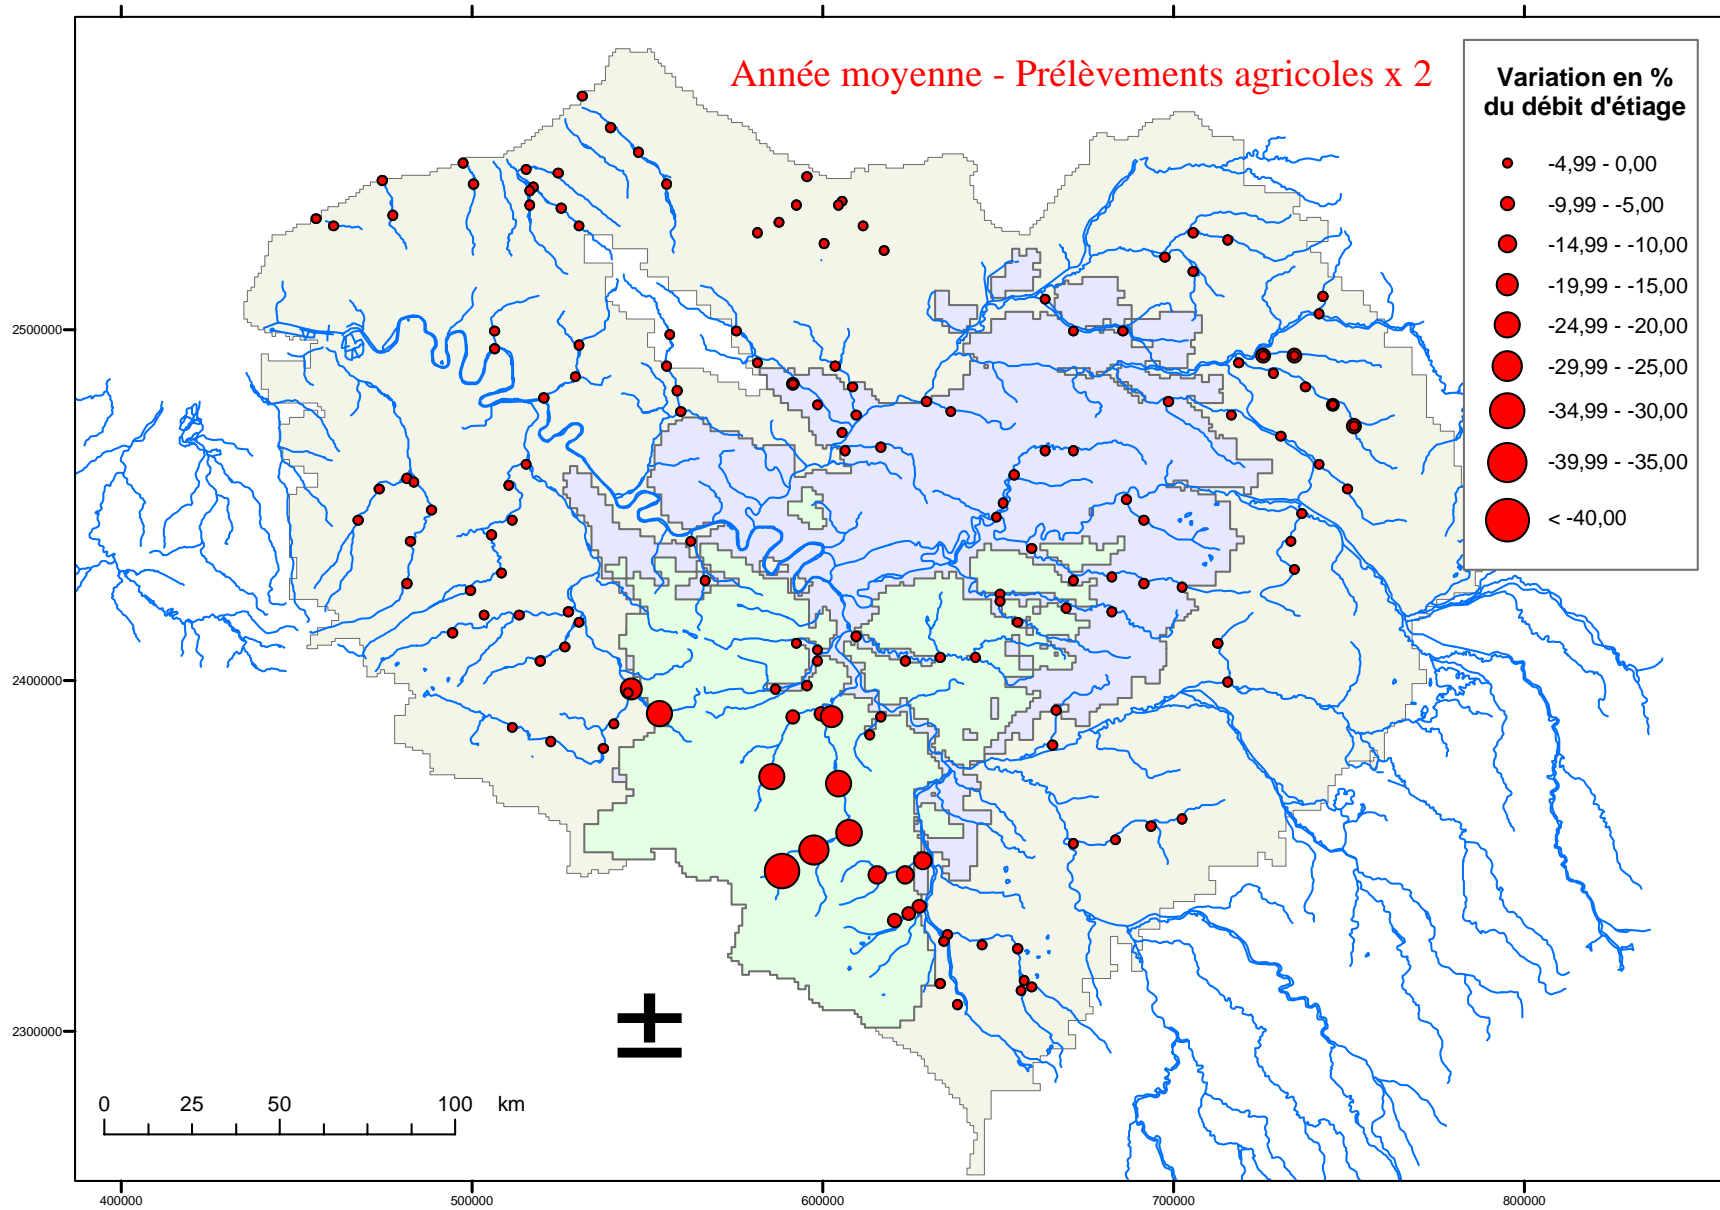 Année moyenne - Prélèvements agricoles x 2
Variation en %
du débit d'étiage
-4,99 - 0,00
-9,99 - -5,00
-14,99 - -10,00
-19,99 - -15,00
-24,99 - -20,00
-29,99 - -25,00
-34,99 - -30,00
-39,99 - -35,00
< -40,00
2500000
2400000
2300000
0 25 50 100 km
400000 500000 600000 700000 800000